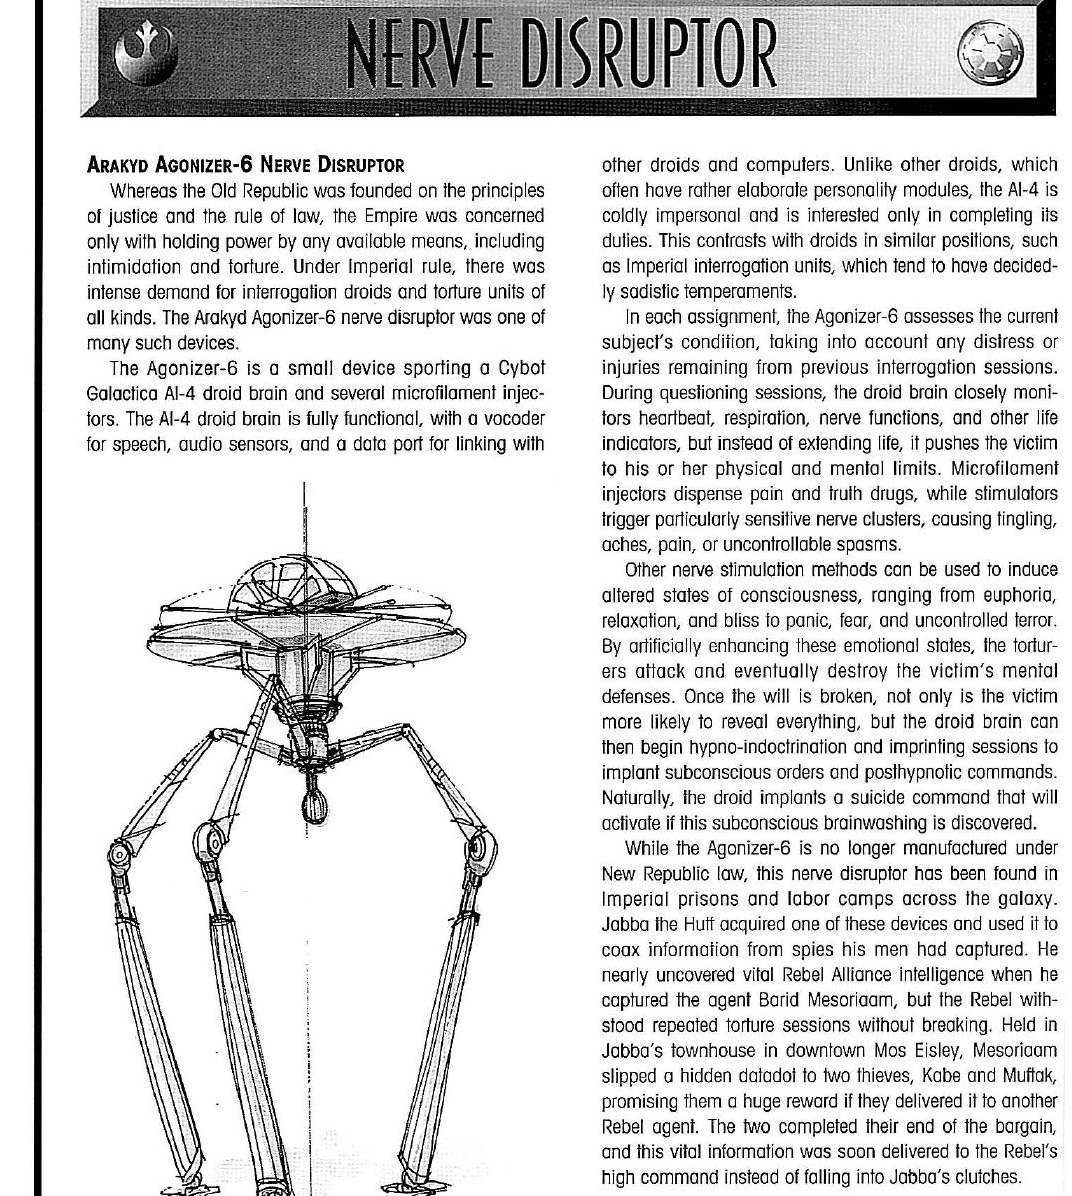 NERVE DISRUPTOR
ARAKYD AGONIZER-6 NERVE DISRUPTOR
Whereas the Old Republic was founded on the principles
of justice and the rule of law, the Empire was concerned
only with holding power by any available means, including
intimidation and torture. Under Imperial rule, there was
intense demand for interrogation droids and torture units of
all kinds. The Arakyd Agonizer-6 nerve disruptor was one of
many such devices.
The Agonizer-6 is a small device sporting a Cybot
Galactica AI-4 droid brain and several microfilament injec-
tors. The AI-4 droid brain is fully functional, with a vocoder
for speech, audio sensors, and a data port for linking with
other droids and computers. Unlike other droids, which
often have rather elaborate personality modules, the AI-4 is
coldly impersonal and is interested only in completing its
duties. This contrasts with droids in similar positions, such
as Imperial interrogation units, which tend to have decided-
ly sadistic temperaments.
In each assignment, the Agonizer-6 assesses the current
subject's condition, taking into account any distress or
injuries remaining from previous interrogation sessions.
During questioning sessions, the droid brain closely moni-
tors heartbeat, respiration, nerve functions, and other life
indicators, but instead of extending life, it pushes the victim
to his or her physical and mental limits. Microfilament
injectors dispense pain and truth drugs, while stimulators
trigger particularly sensitive nerve clusters, causing tingling,
aches, pain, or uncontrollable spasms.
Other nerve stimulation methods can be used to induce
altered states of consciousness, ranging from euphoria,
relaxation, and bliss to panic, fear, and uncontrolled terror.
By artificially enhancing these emotional states, the tortur-
ers attack and eventually destroy the victim's mental
defenses. Once the will is broken, not only is the victim
more likely to reveal everything, but the droid brain can
then begin hypno-indoctrination and imprinting sessions to
implant subconscious orders and posthypnotic commands.
Naturally, the droid implants a suicide command that will
activate if this subconscious brainwashing is discovered.
While the Agonizer-6 is no longer manufactured under
New Republic law, this nerve disruptor has been found in
Imperial prisons and labor camps across the galaxy.
Jabba the Hutt acquired one of these devices and used it to
coax information from spies his men had captured. He
nearly uncovered vital Rebel Alliance intelligence when he
captured the agent Barid Mesoriaam, but the Rebel with-
stood repeated torture sessions without breaking. Held in
Jabba's townhouse in downtown Mos Eisley, Mesoriaam
slipped a hidden datadot to two thieves, Kabe and Muftak,
promising them a huge reward if they delivered it to another
Rebel agent. The two completed their end of the bargain,
and this vital information was soon delivered to the Rebel's
high command instead of falling into Jabba's clutches.